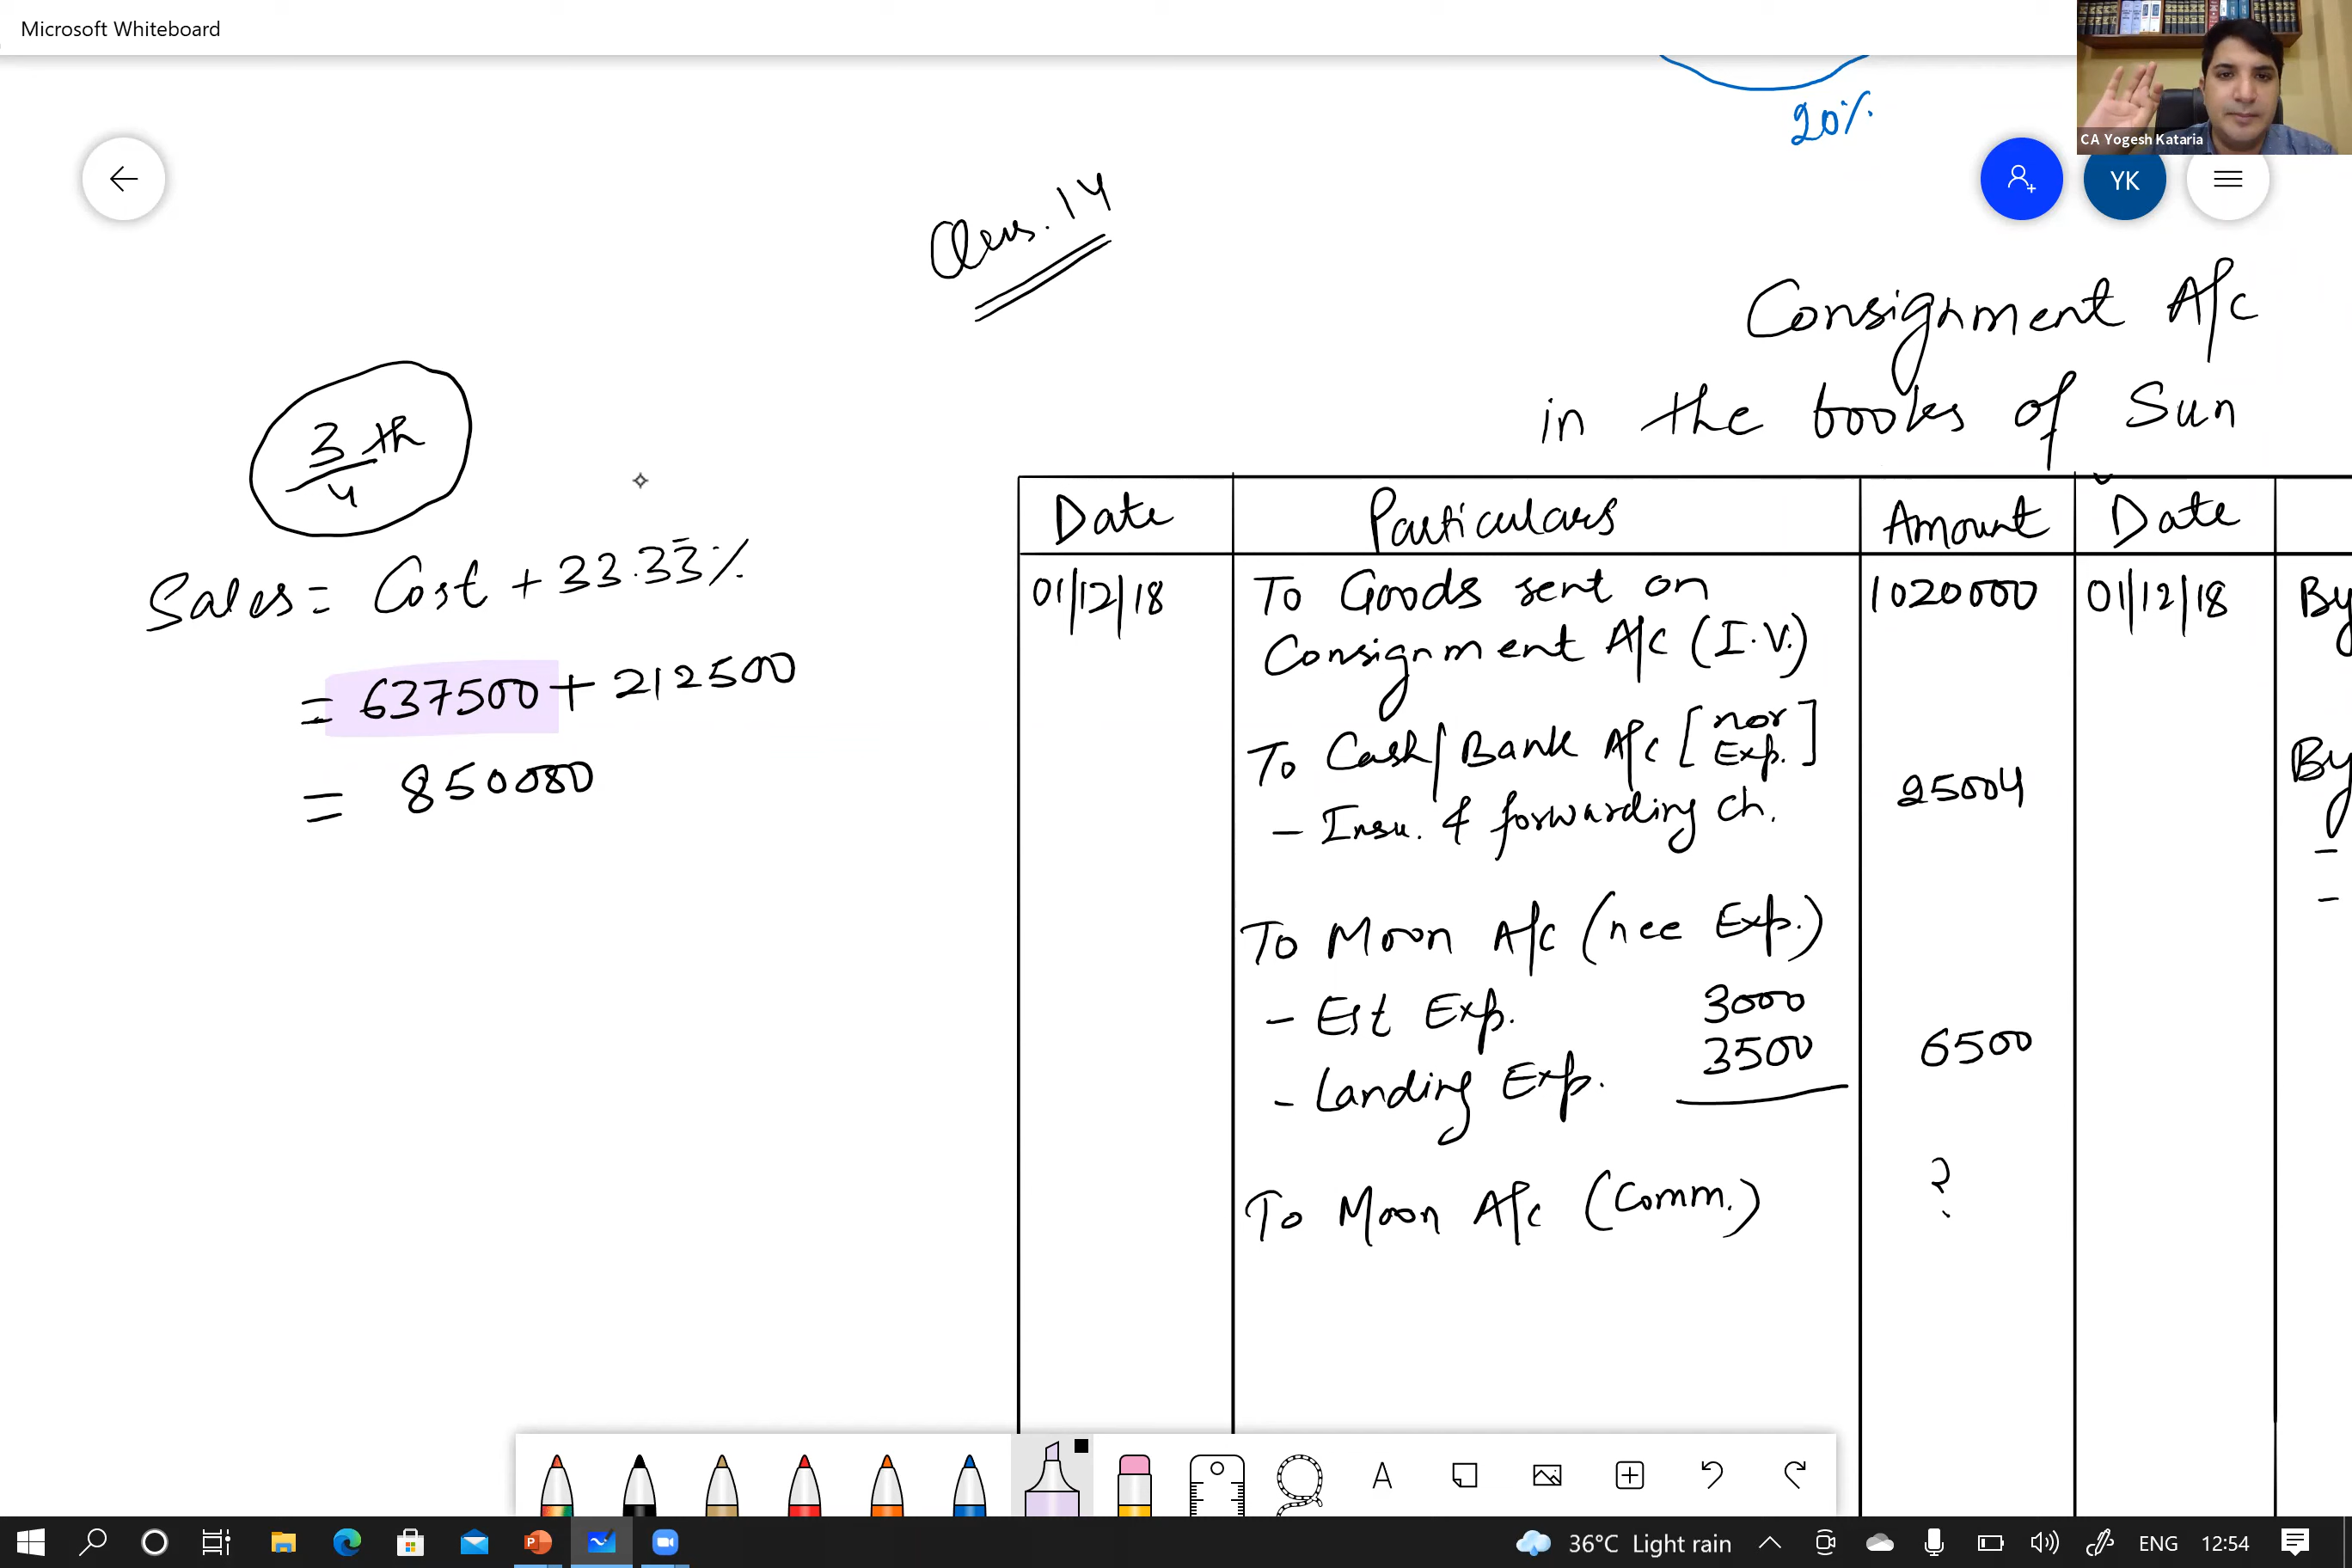 Microsoft Whiteboard
20%
CA Yogesh Kataria
YK
Ques. 14
Consignment A/c
in the books of Sun
3/4 th
Sales = Cost + 33.33%
= 637500 + 212500
= 850000
Date Particulars Amount Date
01/12/18 To Goods sent on 1020000 01/12/18 By
Consignment A/c (I.V.)
To Cash/Bank A/c [nor Exp.] By
- Insu. & forwarding ch. 25004
-
To Moon A/c (nee Exp.) -
- Est Exp. 3000
- Landing Exp. 3500 6500
To Moon A/c (Comm.) ?
A
36°C Light rain
ENG
12:54